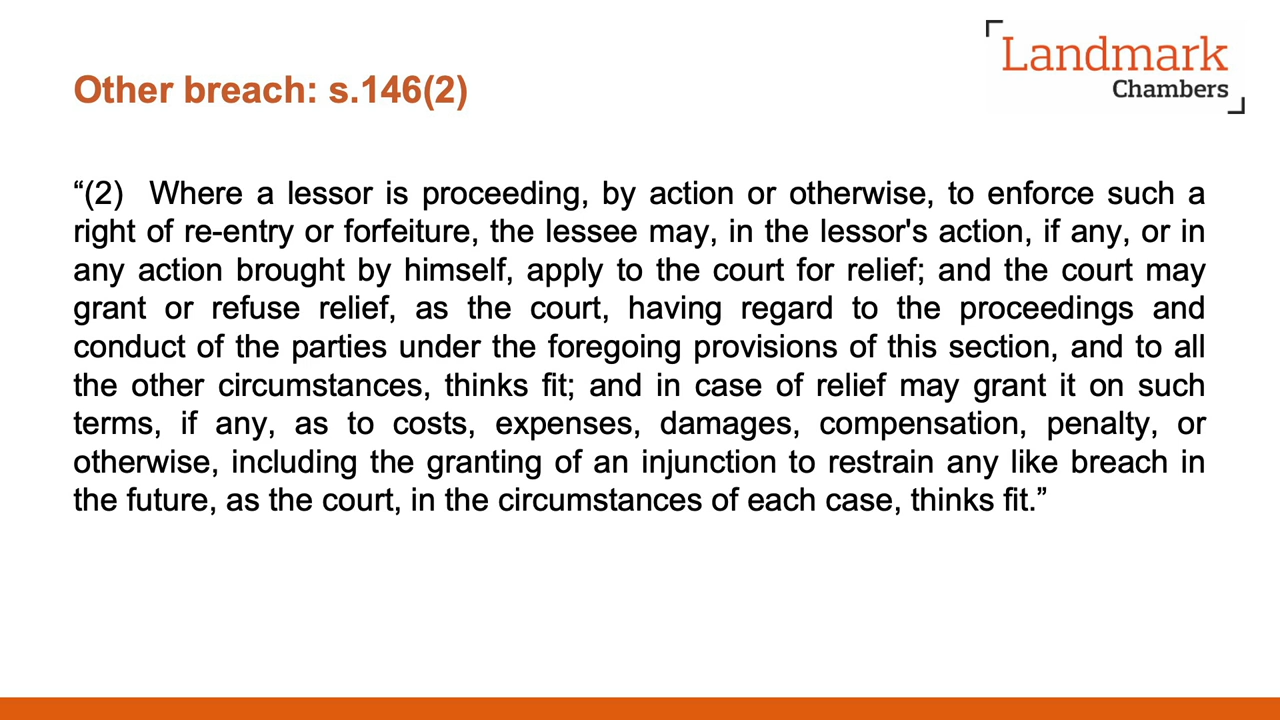 Landmark
Chambers
Other breach: s.146(2)
“(2) Where a lessor is proceeding, by action or otherwise, to enforce such a
right of re-entry or forfeiture, the lessee may, in the lessor's action, if any, or in
any action brought by himself, apply to the court for relief; and the court may
grant or refuse relief, as the court, having regard to the proceedings and
conduct of the parties under the foregoing provisions of this section, and to all
the other circumstances, thinks fit; and in case of relief may grant it on such
terms, if any, as to costs, expenses, damages, compensation, penalty, or
otherwise, including the granting of an injunction to restrain any like breach in
the future, as the court, in the circumstances of each case, thinks fit.”